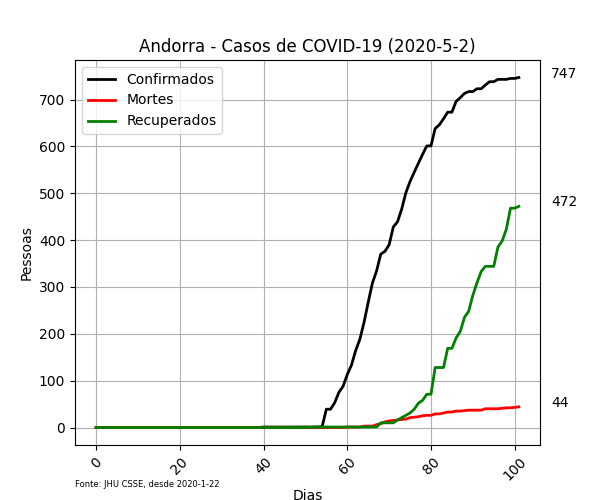 Andorra - Casos de COVID-19 (2020-5-2)
Confirmados
Mortes
Recuperados
747
472
44
Pessoas
700
600
500
400
300
200
100
0
0
20
40
60
80
100
Fonte: JHU CSSE, desde 2020-1-22
Dias